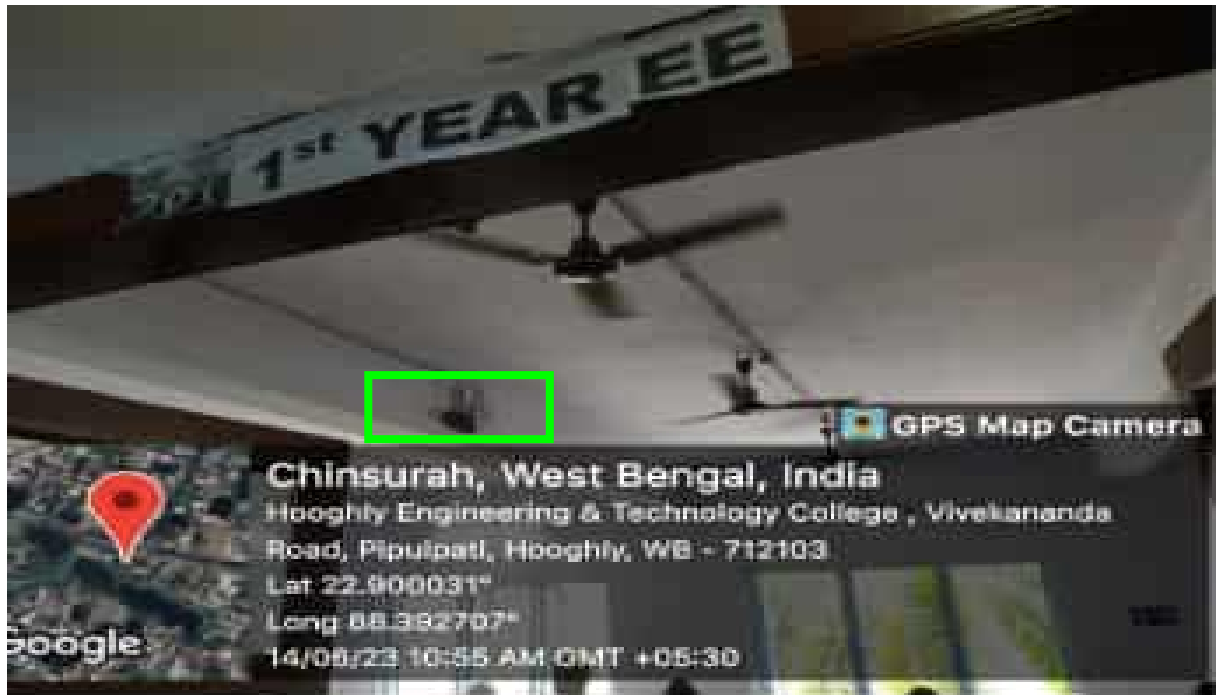 1st YEAR EE
GPS Map Camera
Chinsurah, West Bengal, India
Hooghly Engineering & Technology College , Vivekananda
Road, Pipulpati, Hooghly, WB - 712103
Lat 22.900031°
Long 88.392707°
14/06/23 10:55 AM GMT +05:30
Google